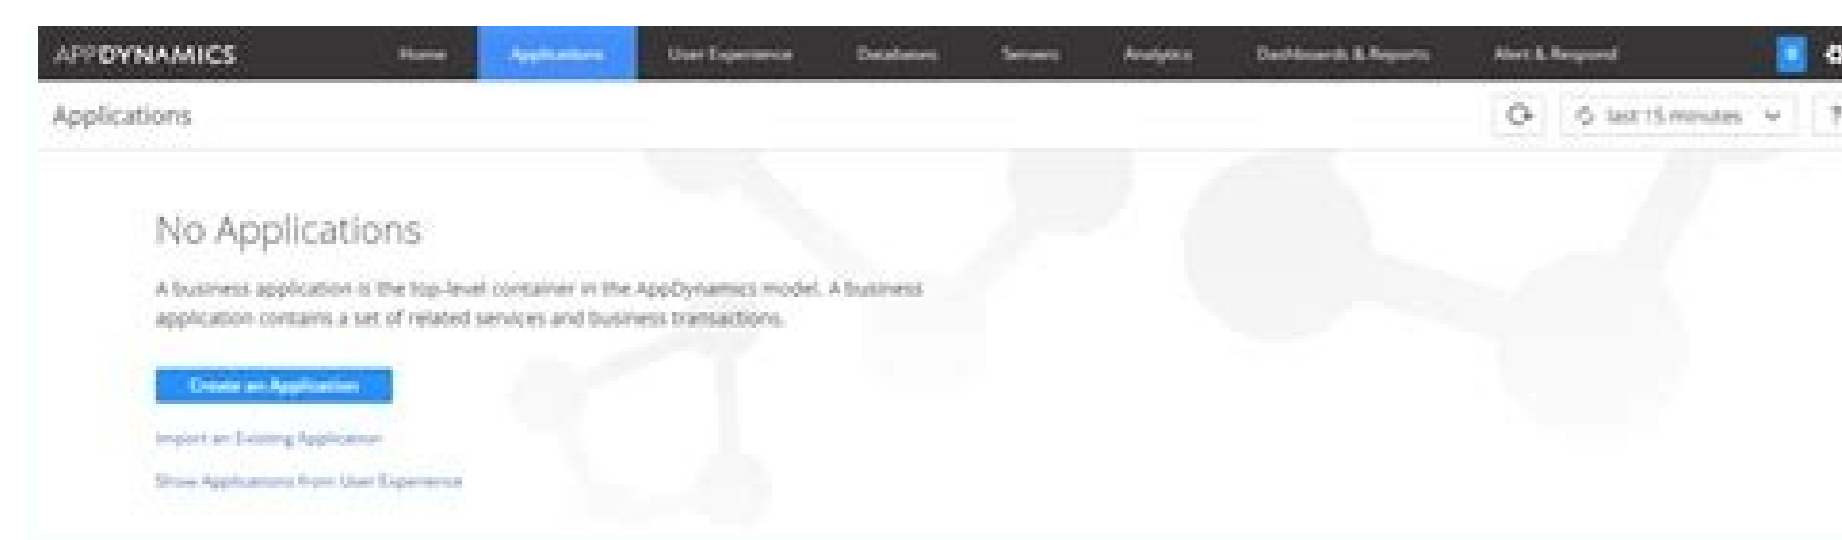 APPDYNAMICS Home Applications User Experience Databases Servers Analytics Dashboards & Reports Alert & Respond
Applications last 15 minutes ?
No Applications
A business application is the top-level container in the AppDynamics model. A business
application contains a set of related services and business transactions.
Create an Application
Import an Existing Application
Show Applications from User Experience